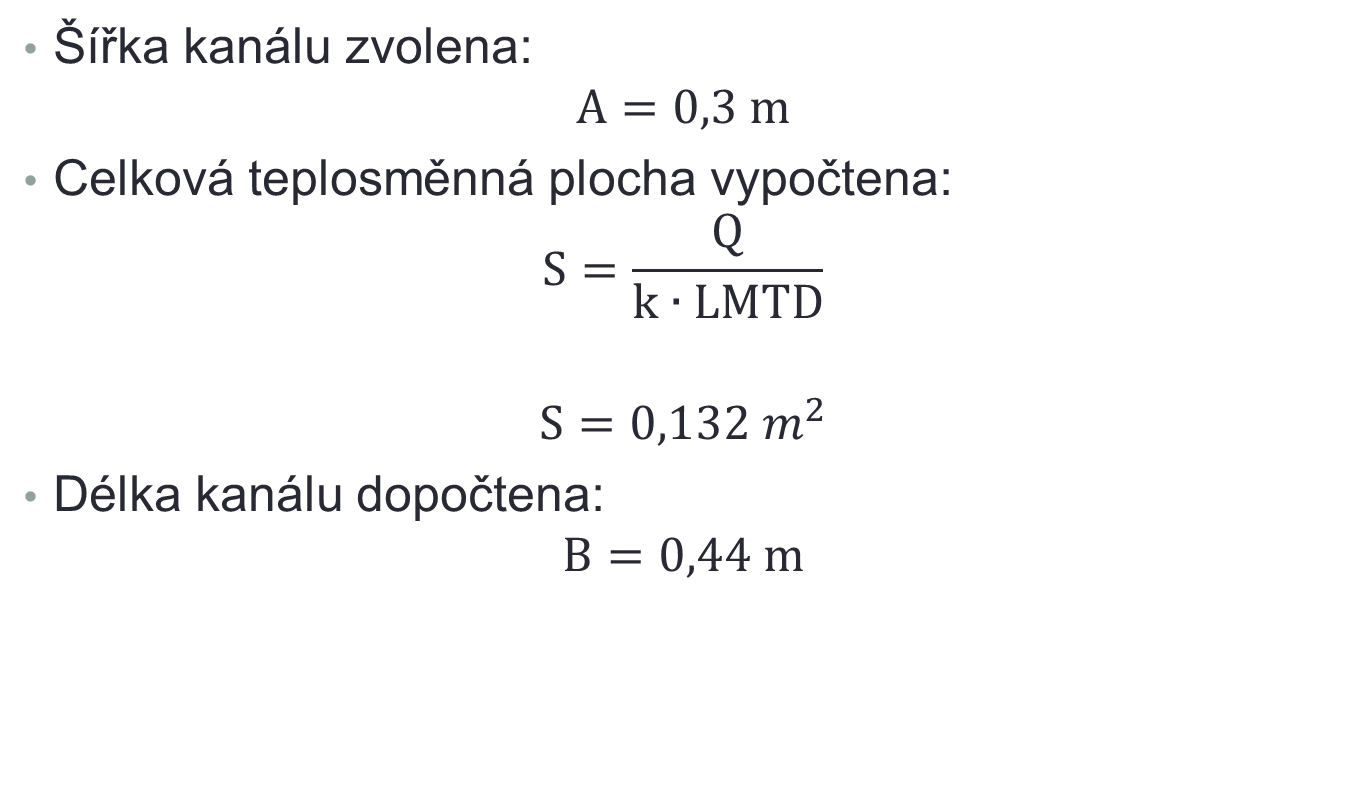 • Šířka kanálu zvolena:
A = 0,3 m
• Celková teplosměnná plocha vypočtena:
S = Q / k · LMTD
S = 0,132 m²
• Délka kanálu dopočtena:
B = 0,44 m